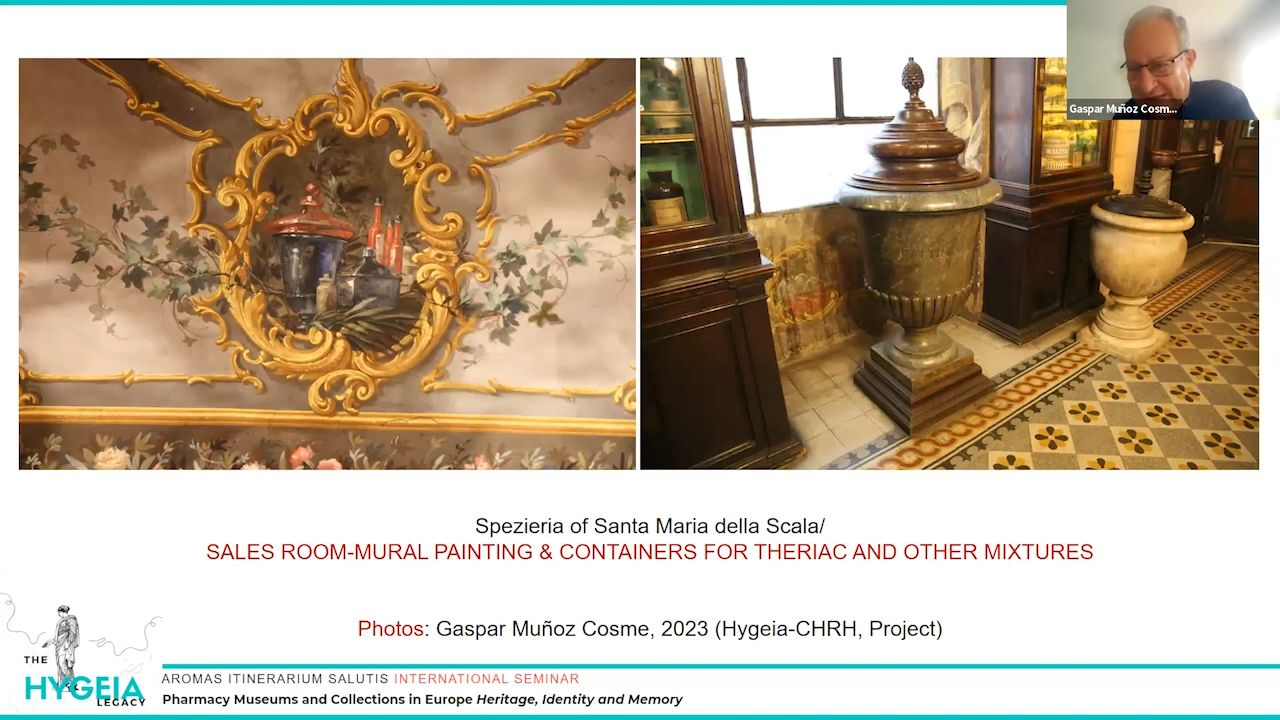 Gaspar Muñoz Cosm...
Spezieria of Santa Maria della Scala/
SALES ROOM-MURAL PAINTING & CONTAINERS FOR THERIAC AND OTHER MIXTURES
Photos: Gaspar Muñoz Cosme, 2023 (Hygeia-CHRH, Project)
THE
HYGEIA
LEGACY
AROMAS ITINERARIUM SALUTIS INTERNATIONAL SEMINAR
Pharmacy Museums and Collections in Europe Heritage, Identity and Memory